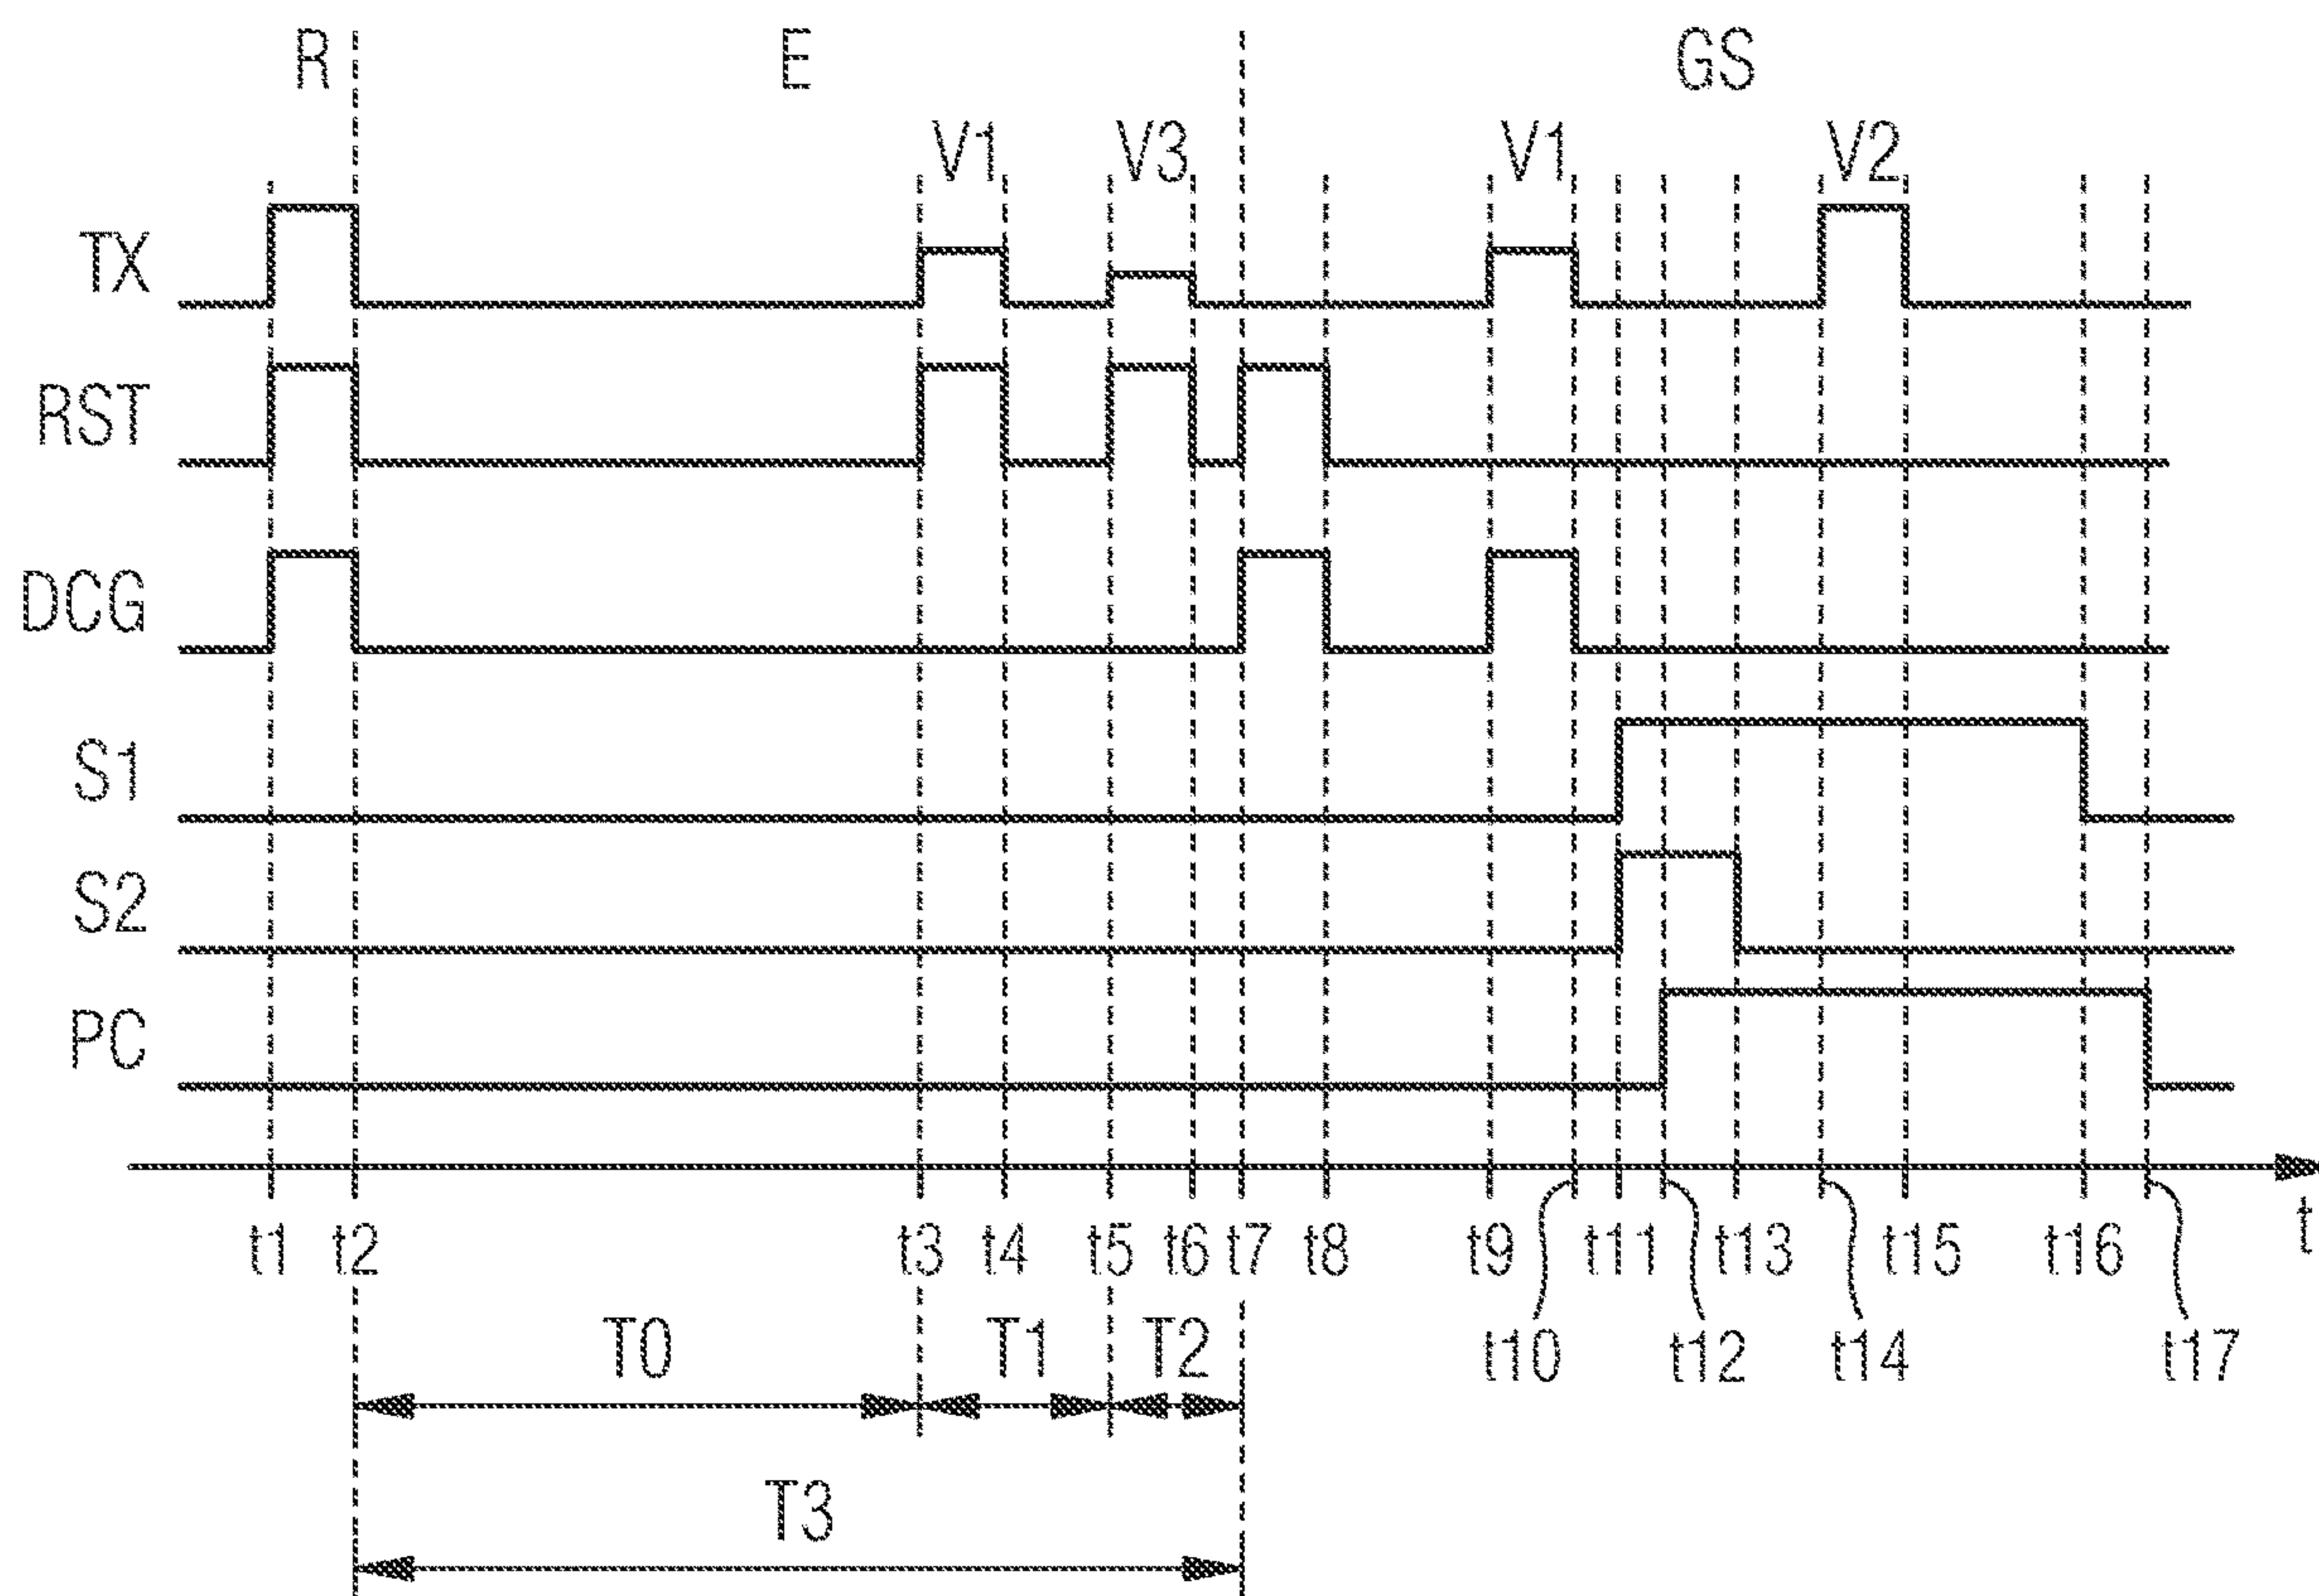 R E GS
V1 V3 V1 V2
TX
RST
DCG
S1
S2
PC
t
t1 t2 t3 t4 t5 t6 t7 t8 t9 t11 t13 t15 t16
t10 t12 t14 t17
T0 T1 T2
T3